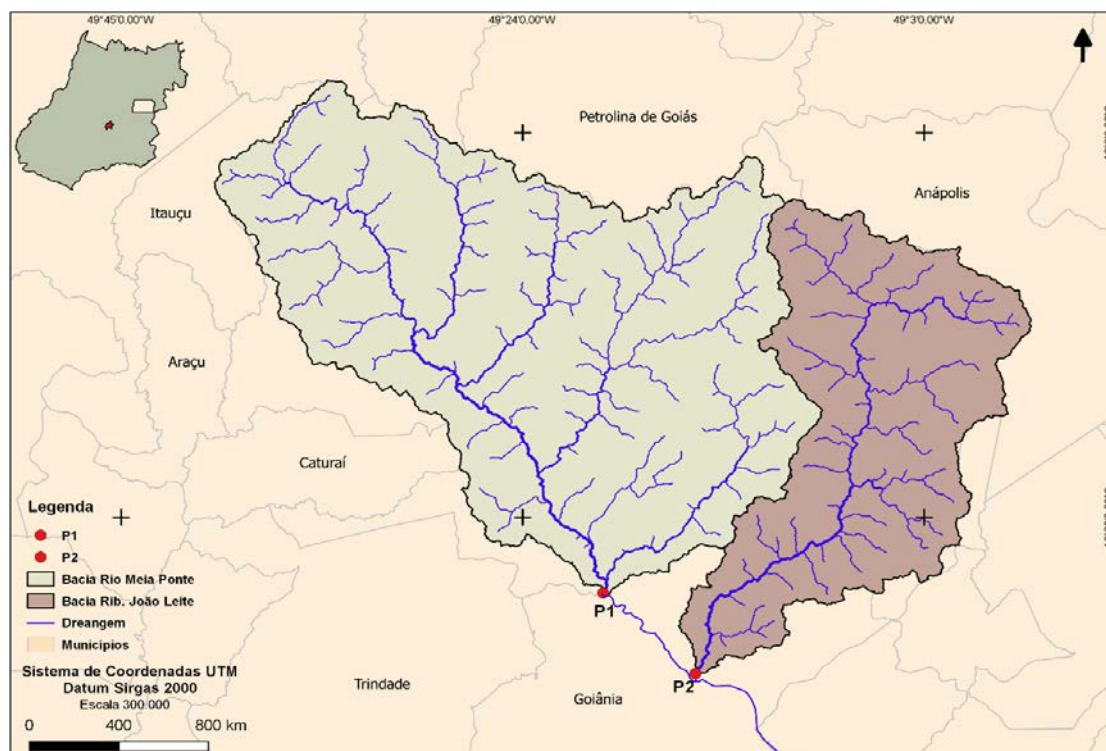 49°45'0.00"W
49°24'0.00"W
49°3'0.00"W
Petrolina de Goiás
Anápolis
Itauçu
Araçu
Caturaí
Legenda
P1
P2
Bacia Rio Meia Ponte
Bacia Rib. João Leite
Dreangem
Municípios
Sistema de Coordenadas UTM
Datum Sirgas 2000
Escala 300.000
0 400 800 km
P1
P2
Trindade
Goiânia